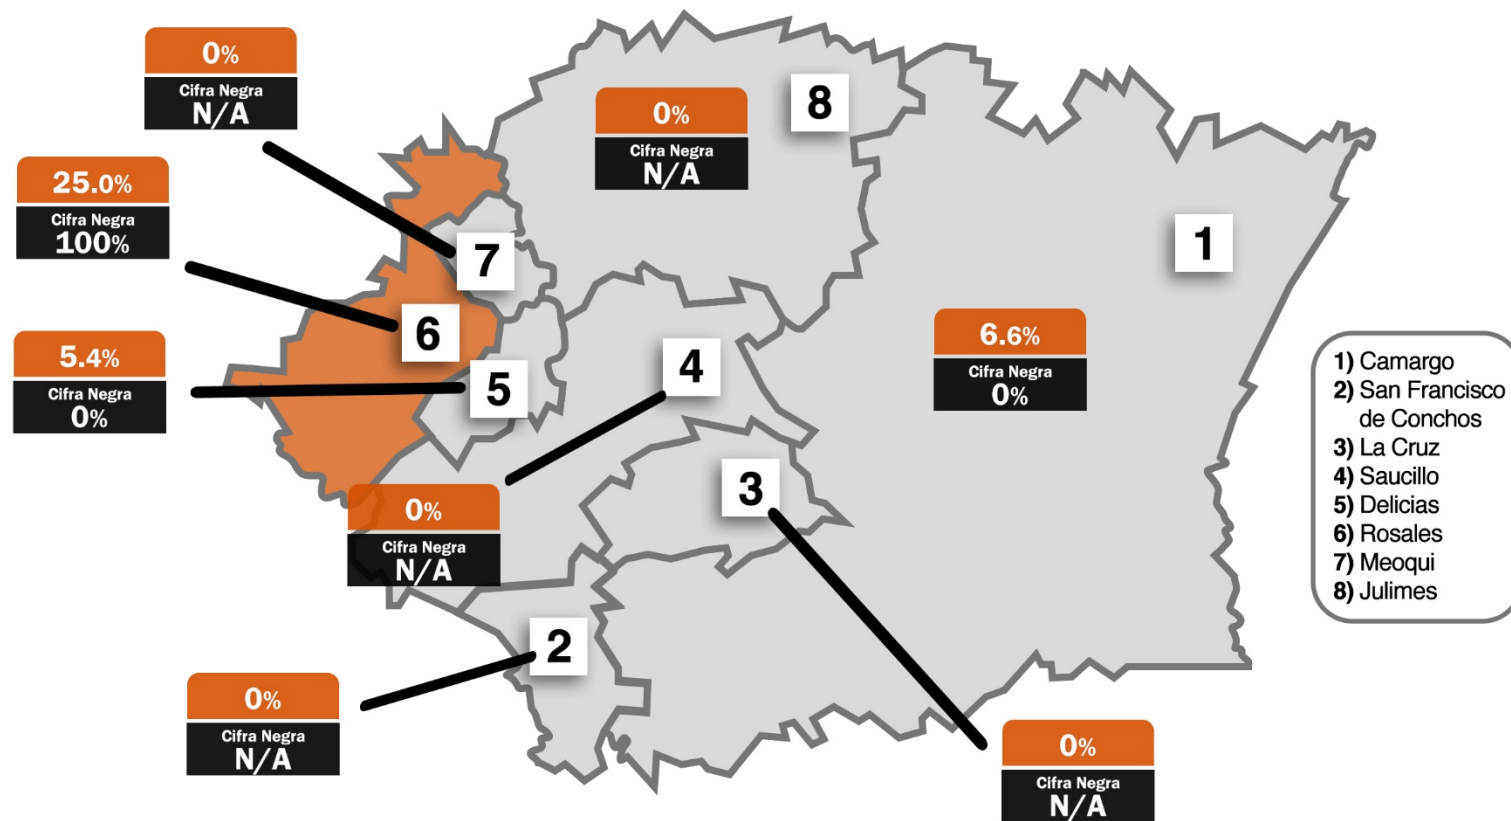 0%
Cifra Negra
N/A
0%
Cifra Negra
N/A
8
25.0%
Cifra Negra
100%
7
1
6
5.4%
Cifra Negra
0%
5
4
6.6%
Cifra Negra
0%
1) Camargo
2) San Francisco
de Conchos
3) La Cruz
4) Saucillo
5) Delicias
6) Rosales
7) Meoqui
8) Julimes
0%
Cifra Negra
N/A
3
2
0%
Cifra Negra
N/A
0%
Cifra Negra
N/A